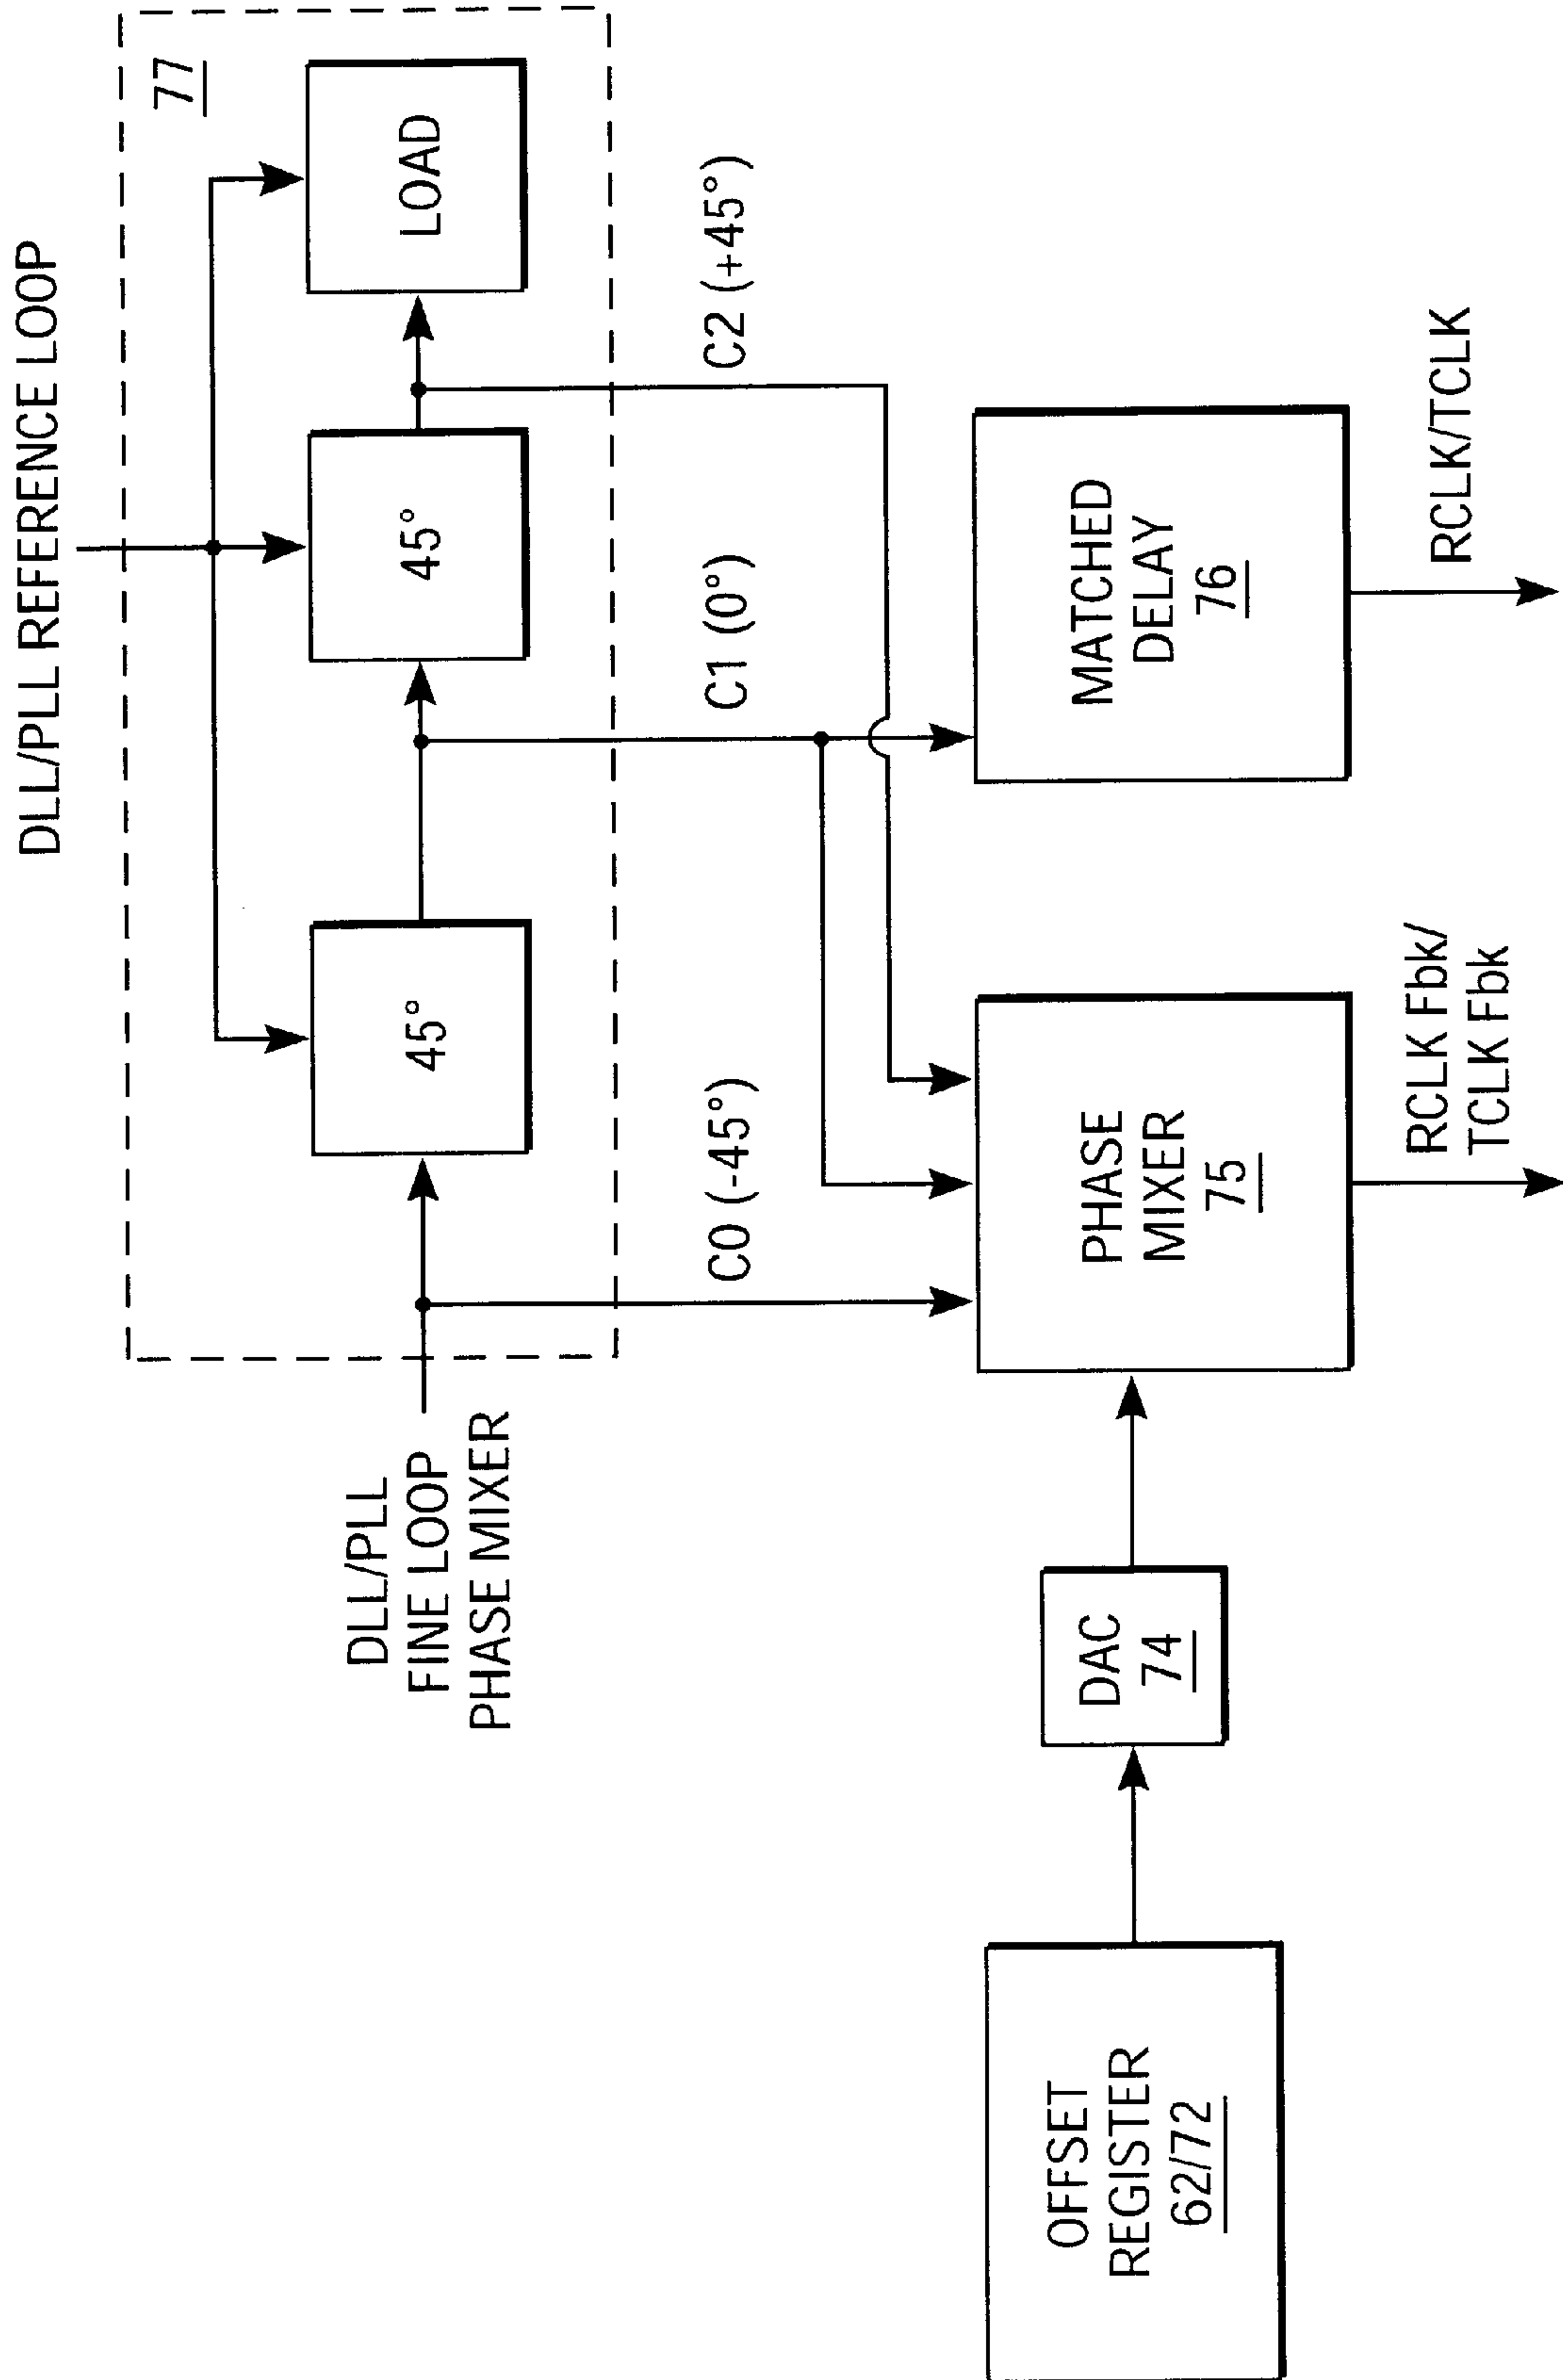 DLL/PLL REFERENCE LOOP
77
45°
45°
LOAD
DLL/PLL
FINE LOOP
PHASE MIXER
C0 (-45°)
C1 (0°)
C2 (+45°)
OFFSET
REGISTER
62/72
DAC
74
PHASE
MIXER
75
MATCHED
DELAY
76
RCLK Fbk/
TCLK Fbk
RCLK/TCLK